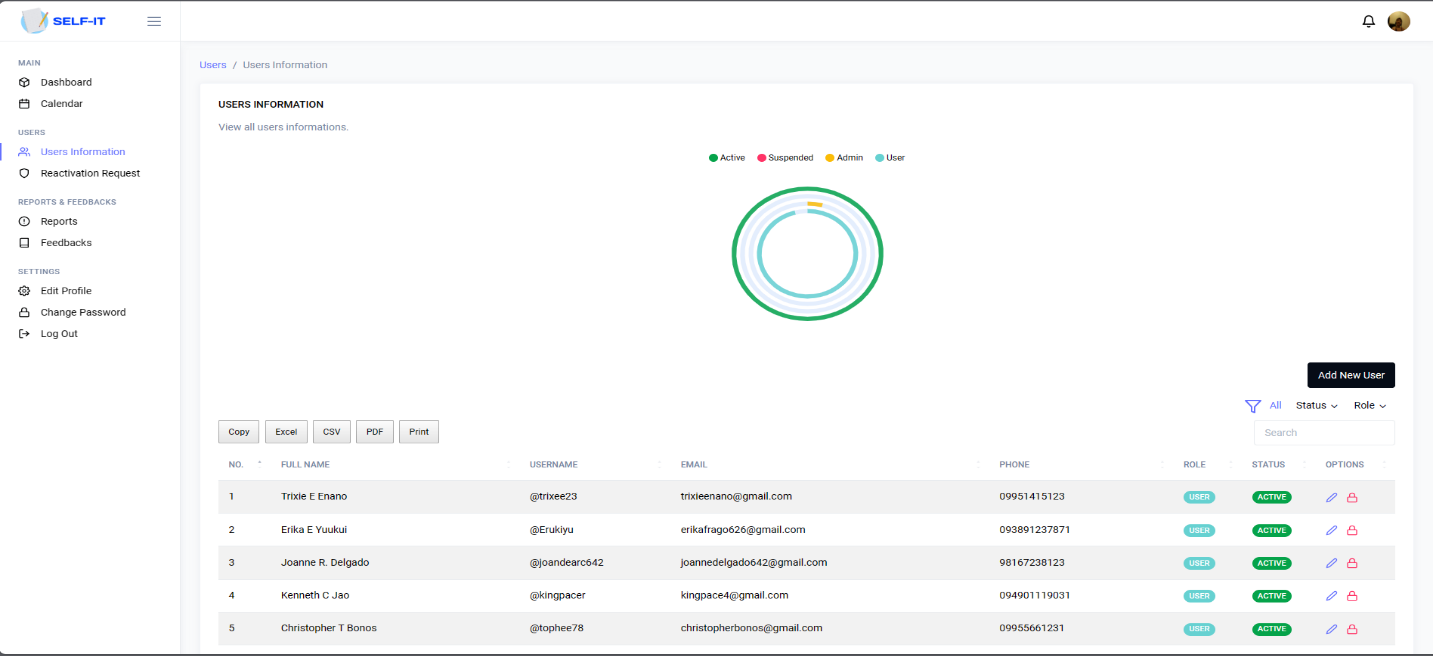 SELF-IT
MAIN
Dashboard
Calendar
USERS
Users Information
Reactivation Request
REPORTS & FEEDBACKS
Reports
Feedbacks
SETTINGS
Edit Profile
Change Password
Log Out
Users / Users Information
USERS INFORMATION
View all users informations.
Active Suspended Admin User
Add New User
All Status Role
Copy Excel CSV PDF Print
Search
NO. FULL NAME USERNAME EMAIL PHONE ROLE STATUS OPTIONS
1 Trixie E Enano @trixee23 trixieenano@gmail.com 09951415123 USER ACTIVE
2 Erika E Yuukui @Erukiyu erikafrago626@gmail.com 093891237871 USER ACTIVE
3 Joanne R. Delgado @joandearc642 joannedelgado642@gmail.com 98167238123 USER ACTIVE
4 Kenneth C Jao @kingpacer kingpace4@gmail.com 094901119031 USER ACTIVE
5 Christopher T Bonos @tophee78 christopherbonos@gmail.com 09955661231 USER ACTIVE